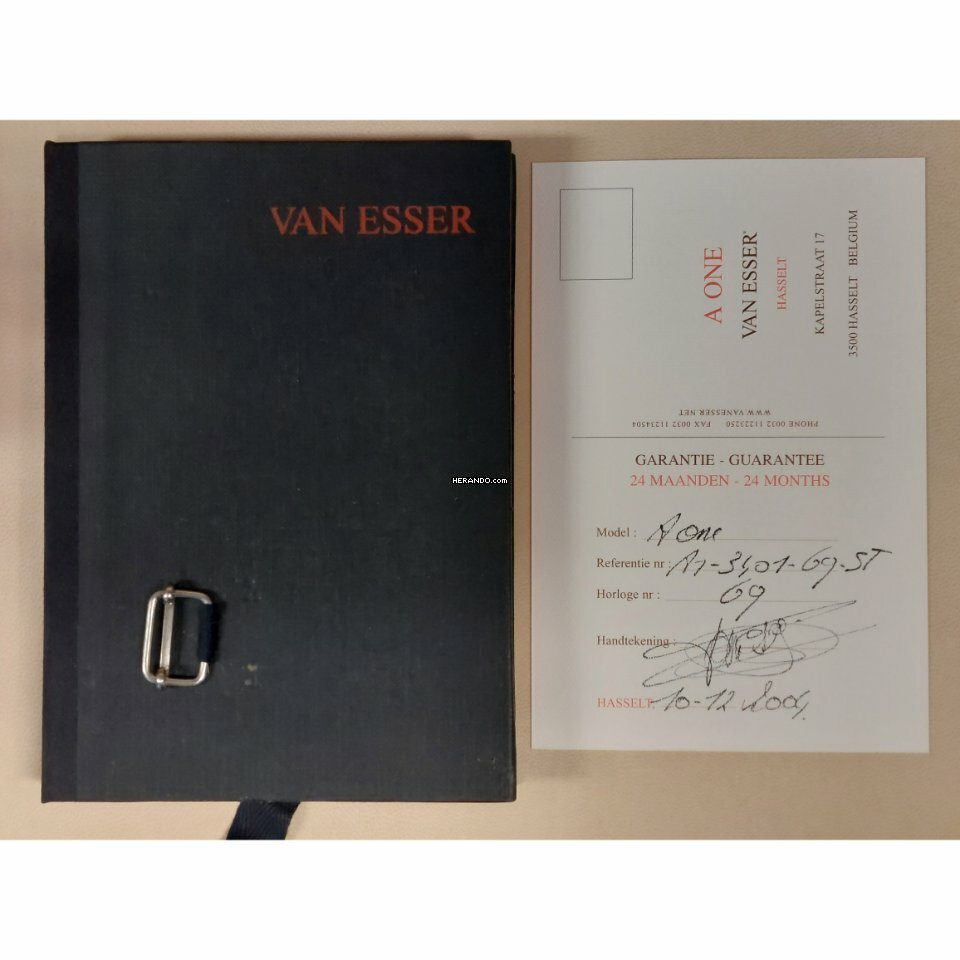 VAN ESSER
HERANDO.com
A ONE
VAN ESSER®
HASSELT
KAPELSTRAAT 17
3500 HASSELT BELGIUM
PHONE 0032 11223250 FAX 0032 11234504
WWW VANESSER NET
GARANTIE - GUARANTEE
24 MAANDEN - 24 MONTHS
Model : A One
Referentie nr : A1-3401-69-ST
Horloge nr : 69
Handtekening :
HASSELT: 10-12